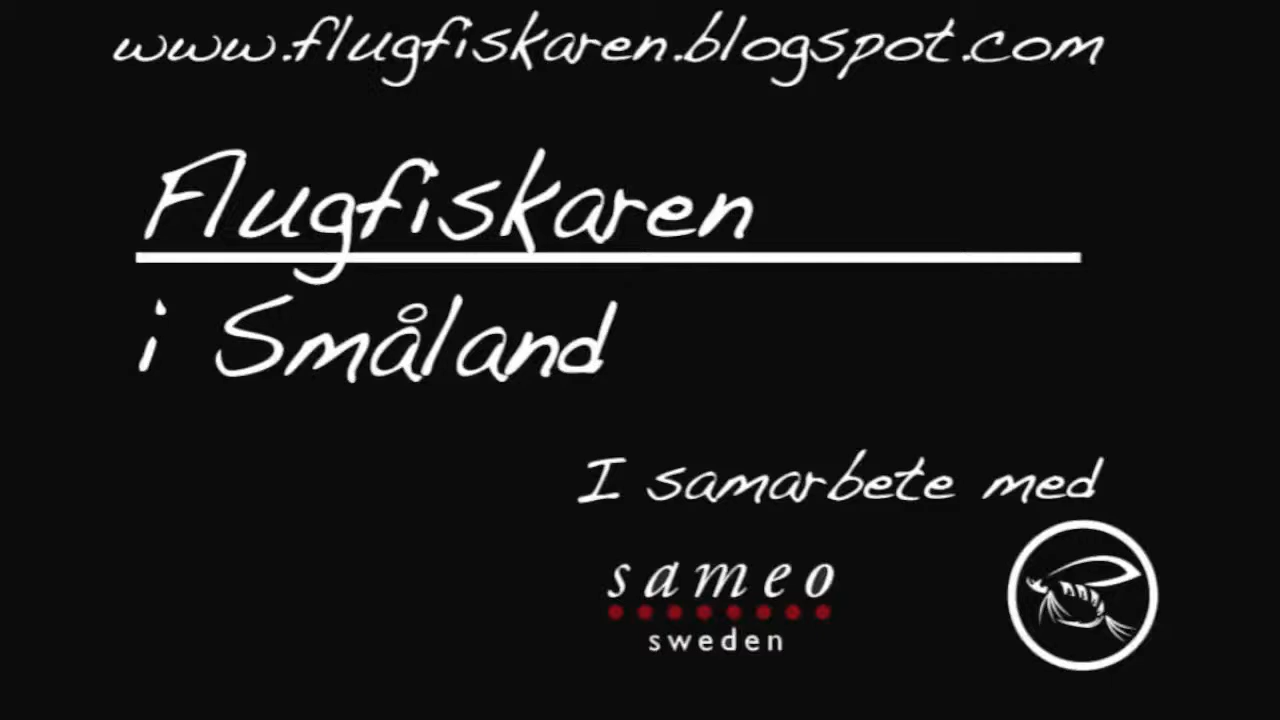 www.flugfiskaren.blogspot.com
Flugfiskaren
i Småland
I samarbete med
sameo
sweden